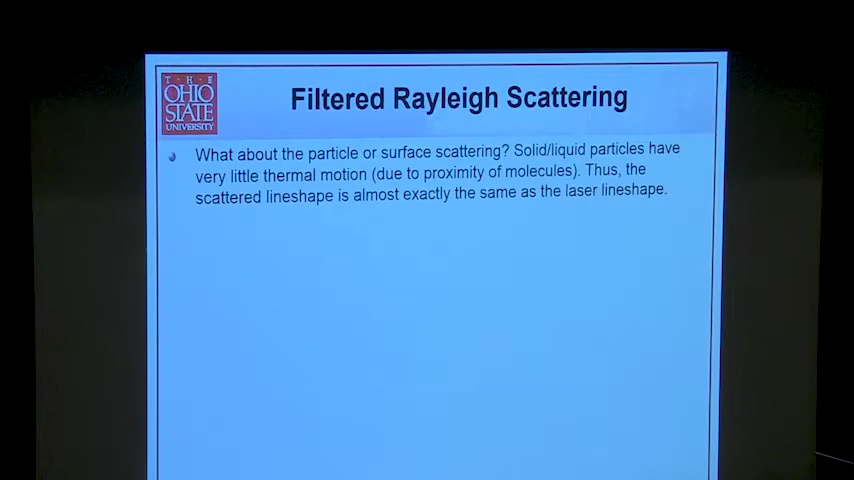 T · H · E
OHIO
STATE
UNIVERSITY
Filtered Rayleigh Scattering
What about the particle or surface scattering? Solid/liquid particles have
very little thermal motion (due to proximity of molecules). Thus, the
scattered lineshape is almost exactly the same as the laser lineshape.